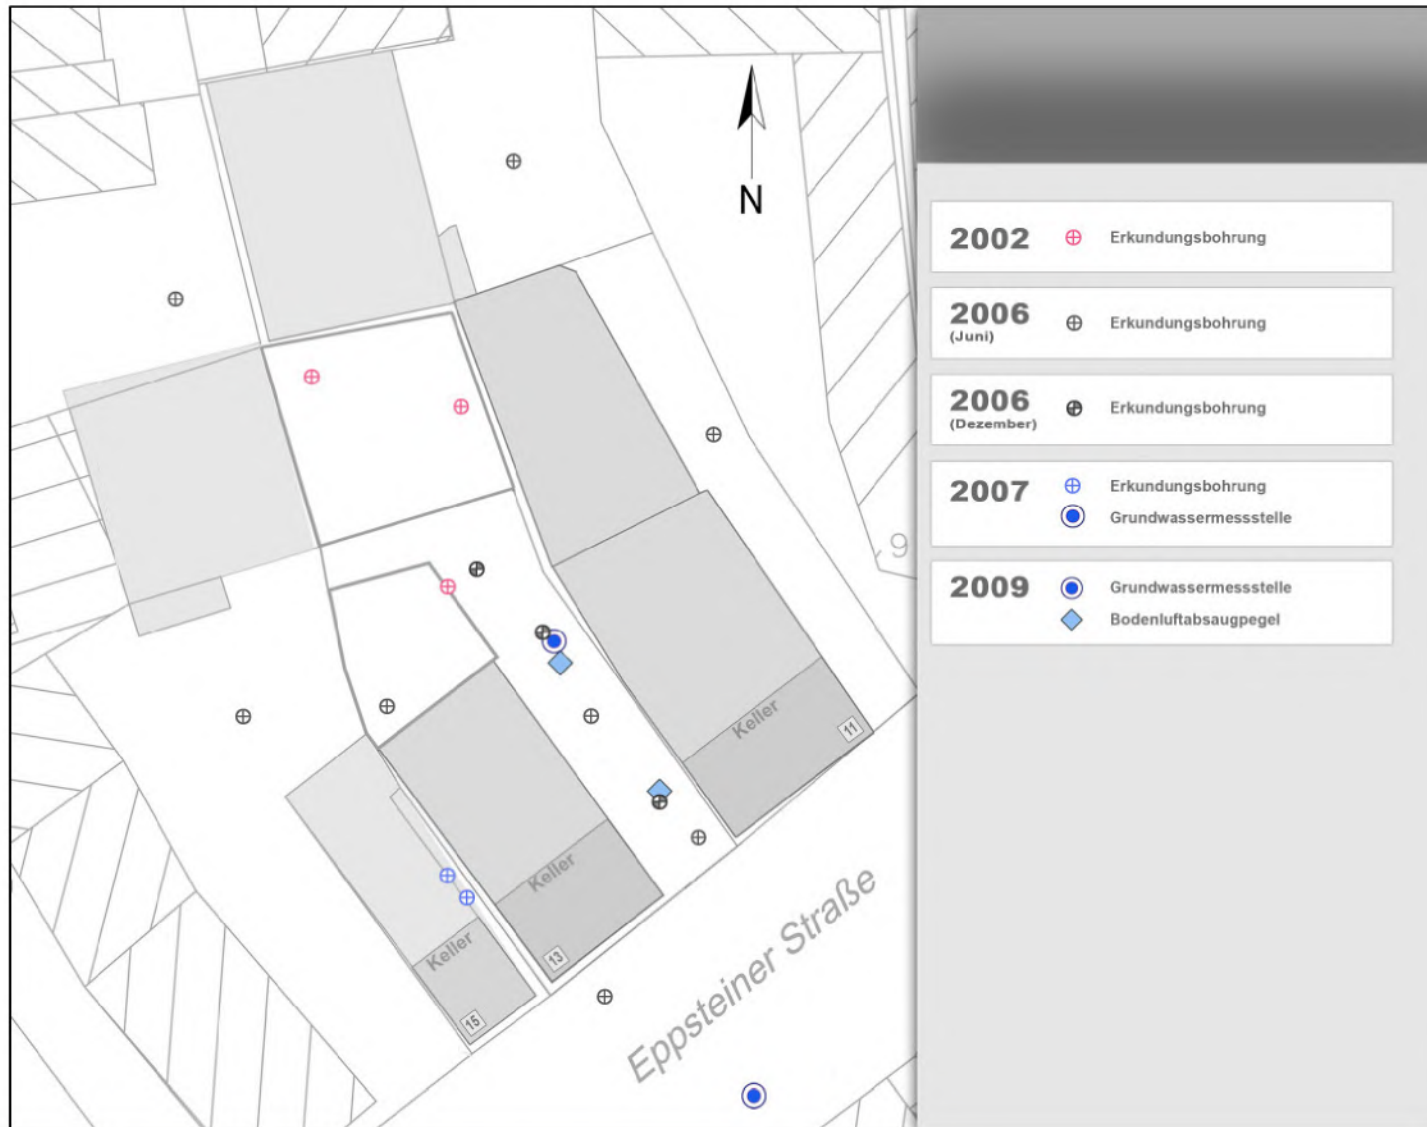 N
9
Keller
11
Keller
13
Keller
15
Eppsteiner Straße
2002 Erkundungsbohrung
2006 Erkundungsbohrung
(Juni)
2006 Erkundungsbohrung
(Dezember)
2007 Erkundungsbohrung
Grundwassermessstelle
2009 Grundwassermessstelle
Bodenluftabsaugpegel